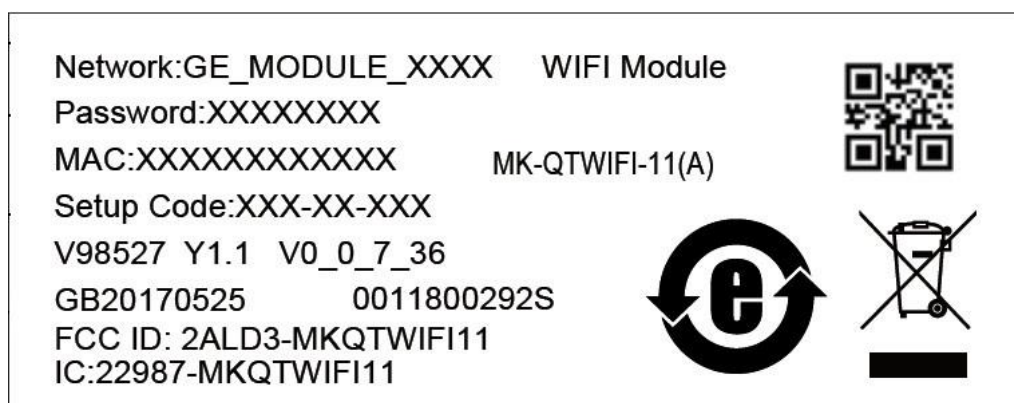 Network:GE_MODULE_XXXX WIFI Module
Password:XXXXXXXX
MAC:XXXXXXXXXXXX MK-QTWIFI-11(A)
Setup Code:XXX-XX-XXX
V98527 Y1.1 V0_0_7_36
GB20170525 0011800292S
FCC ID: 2ALD3-MKQTWIFI11
IC:22987-MKQTWIFI11
e